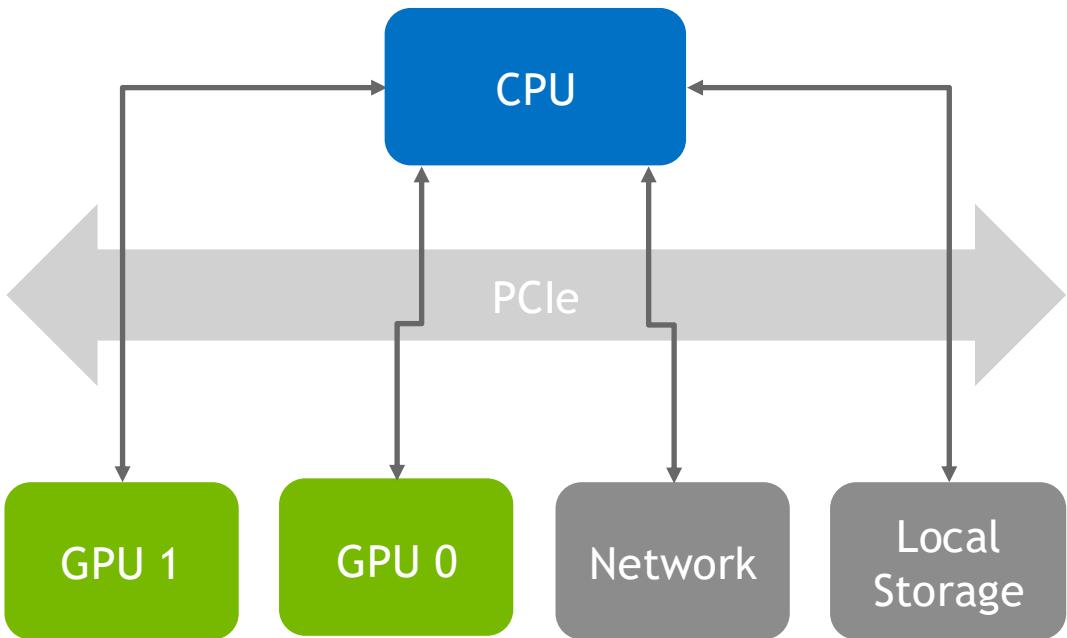 CPU
PCIe
GPU 1
GPU 0
Network
Local
Storage